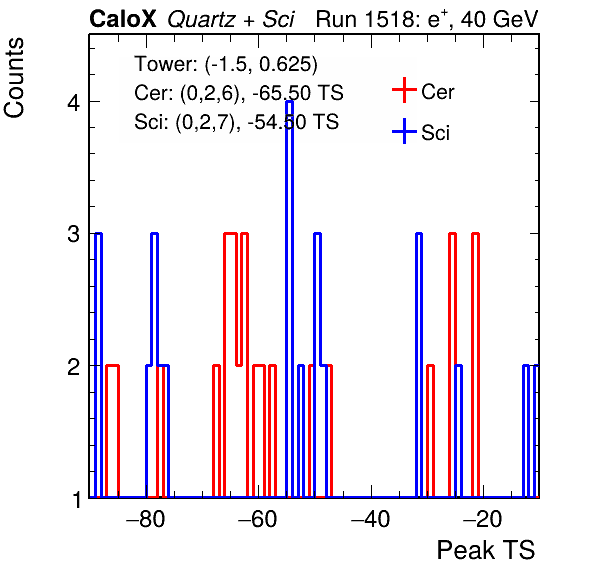 CaloX Quartz + Sci Run 1518: e⁺, 40 GeV
Counts
Tower: (-1.5, 0.625)
Cer: (0,2,6), -65.50 TS
Sci: (0,2,7), -54.50 TS
Cer
Sci
4
3
2
1
−80 −60 −40 −20
Peak TS